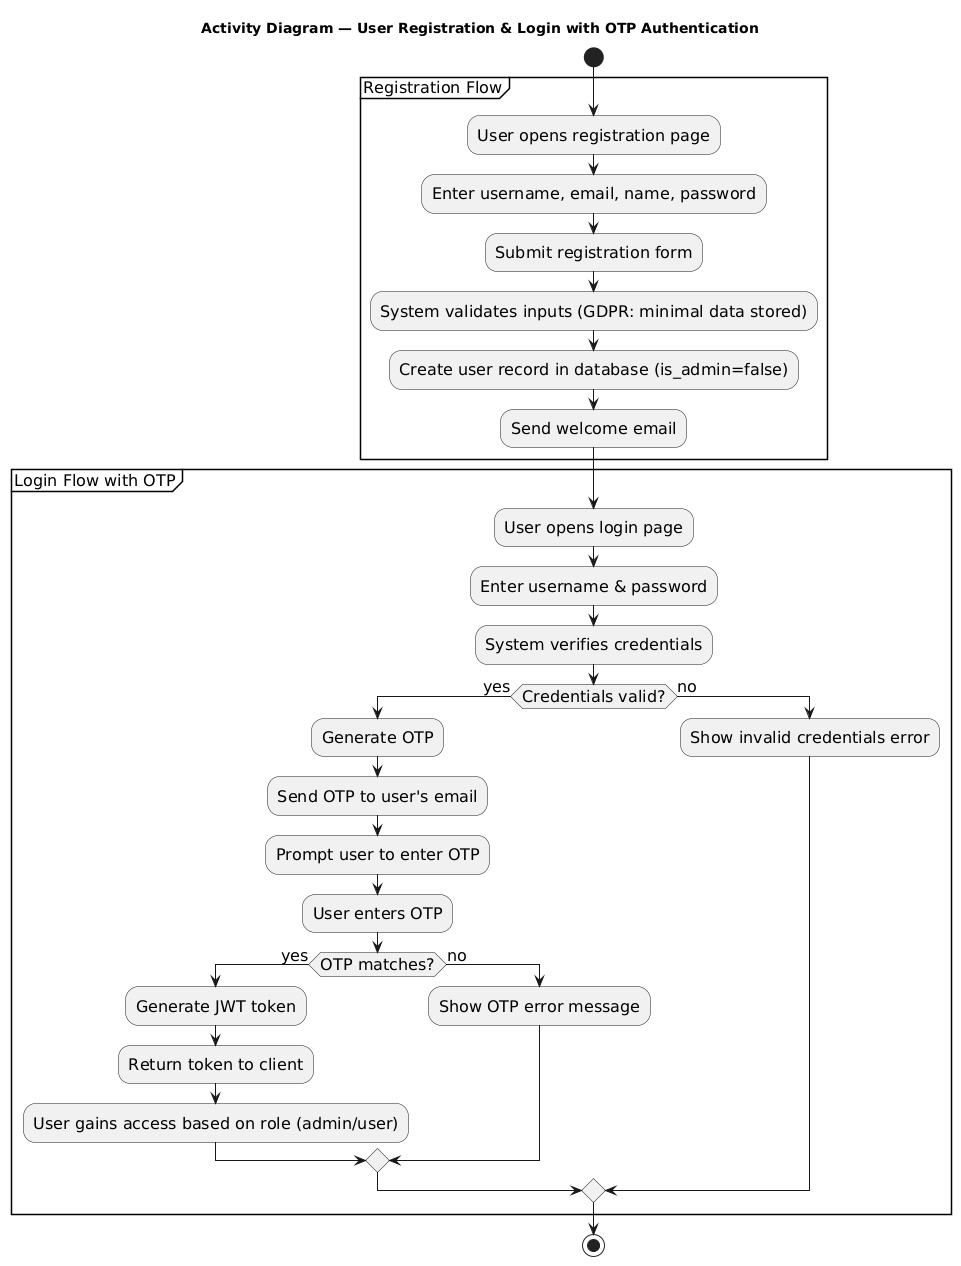 Activity Diagram — User Registration & Login with OTP Authentication
Registration Flow
User opens registration page
Enter username, email, name, password
Submit registration form
System validates inputs (GDPR: minimal data stored)
Create user record in database (is_admin=false)
Send welcome email
Login Flow with OTP
User opens login page
Enter username & password
System verifies credentials
yes
Credentials valid?
no
Generate OTP
Show invalid credentials error
Send OTP to user's email
Prompt user to enter OTP
User enters OTP
yes
OTP matches?
no
Generate JWT token
Show OTP error message
Return token to client
User gains access based on role (admin/user)